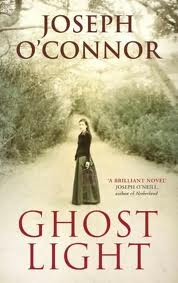 JOSEPH
O'CONNOR
'A BRILLIANT NOVEL'
JOSEPH O'NEILL,
author of Netherland
GHOST
LIGHT